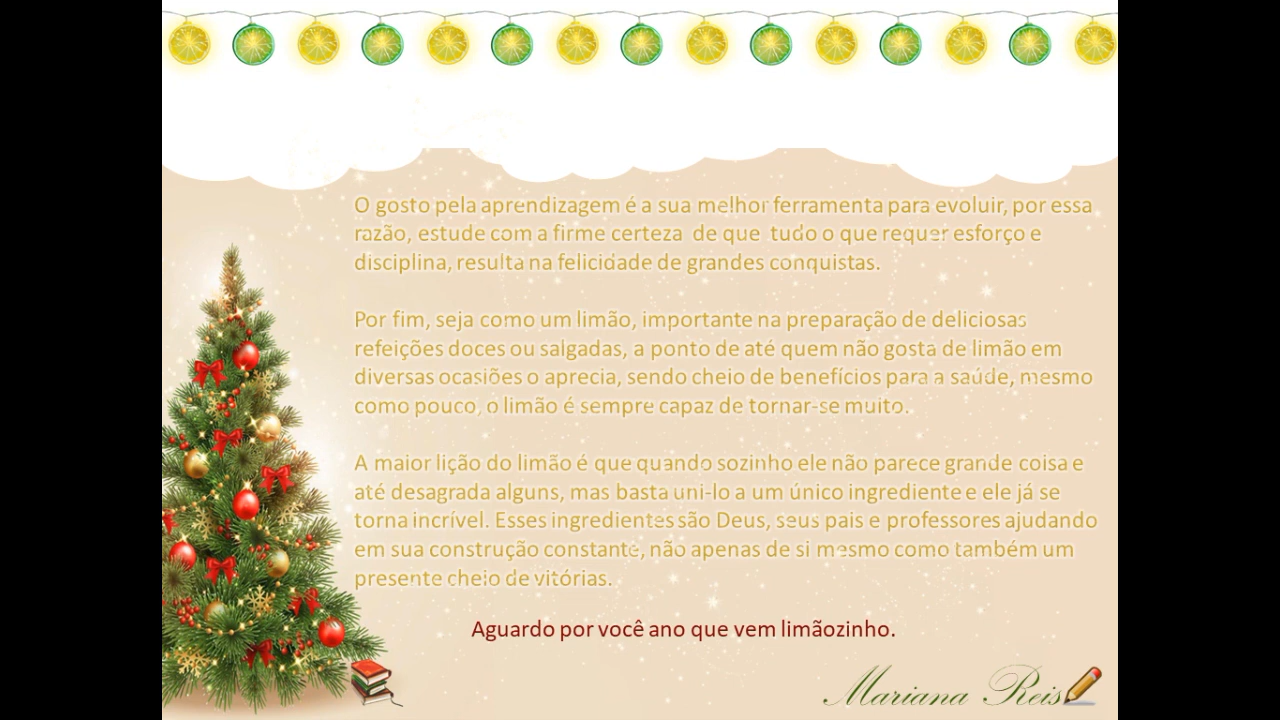 O gosto pela aprendizagem é a sua melhor ferramenta para evoluir, por essa
razão, estude com a firme certeza de que tudo o que requer esforço e
disciplina, resulta na felicidade de grandes conquistas.
Por fim, seja como um limão, importante na preparação de deliciosas
refeições doces ou salgadas, a ponto de até quem não gosta de limão em
diversas ocasiões o aprecia, sendo cheio de benefícios para a saúde, mesmo
como pouco, o limão é sempre capaz de tornar-se muito.
A maior lição do limão é que quando sozinho ele não parece grande coisa e
até desagrada alguns, mas basta uni-lo a um único ingrediente e ele já se
torna incrível. Esses ingredientes são Deus, seus pais e professores ajudando
em sua construção constante, não apenas de si mesmo como também um
presente cheio de vitórias.
Aguardo por você ano que vem limãozinho.
Mariana Reis